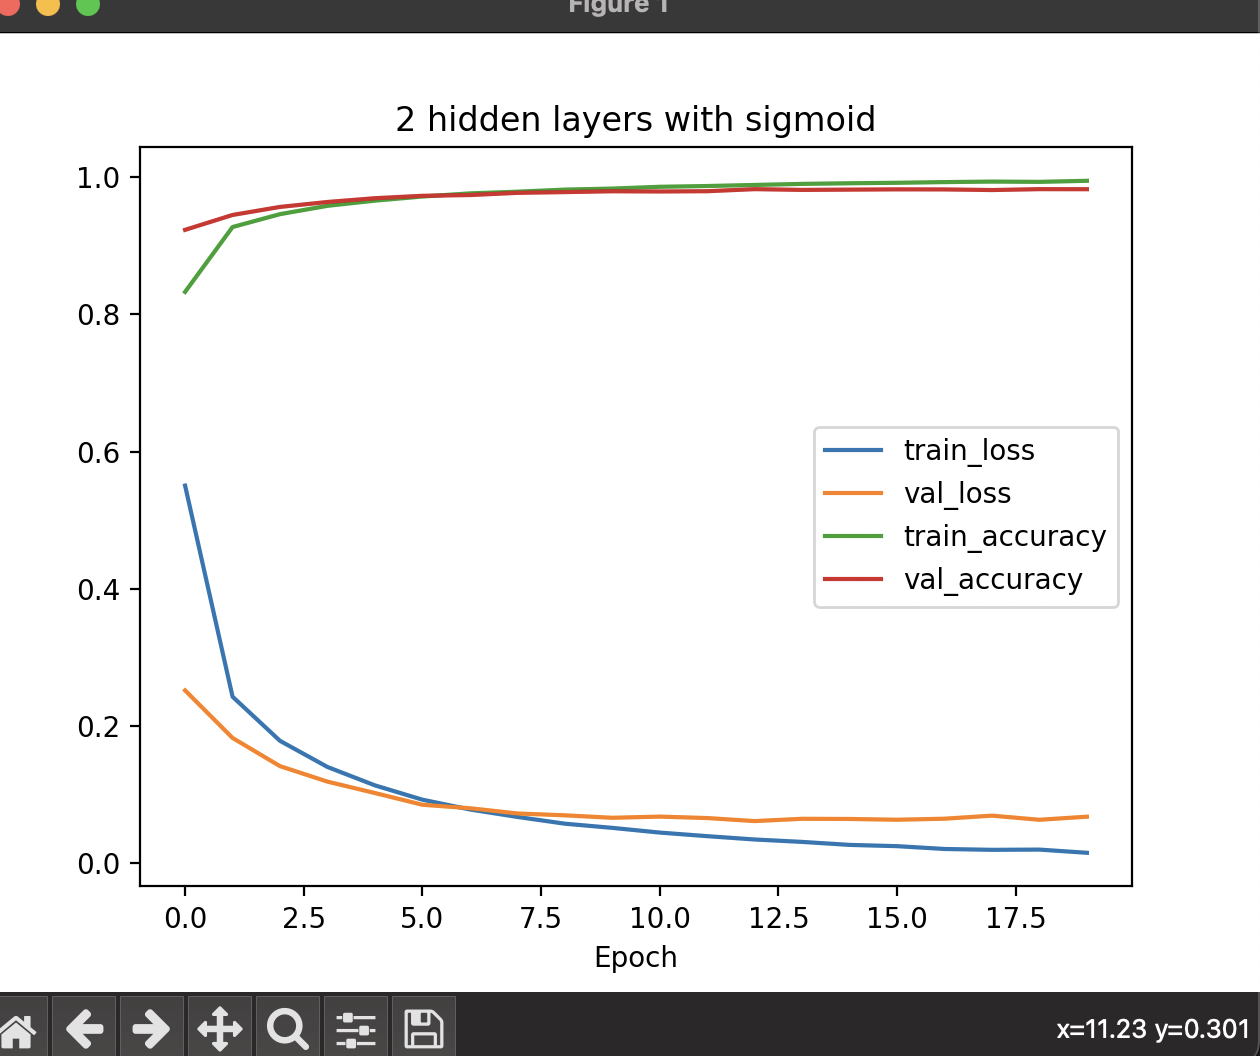 Figure 1
2 hidden layers with sigmoid
1.0
0.8
0.6
0.4
0.2
0.0
train_loss
val_loss
train_accuracy
val_accuracy
0.0 2.5 5.0 7.5 10.0 12.5 15.0 17.5
Epoch
x=11.23 y=0.301